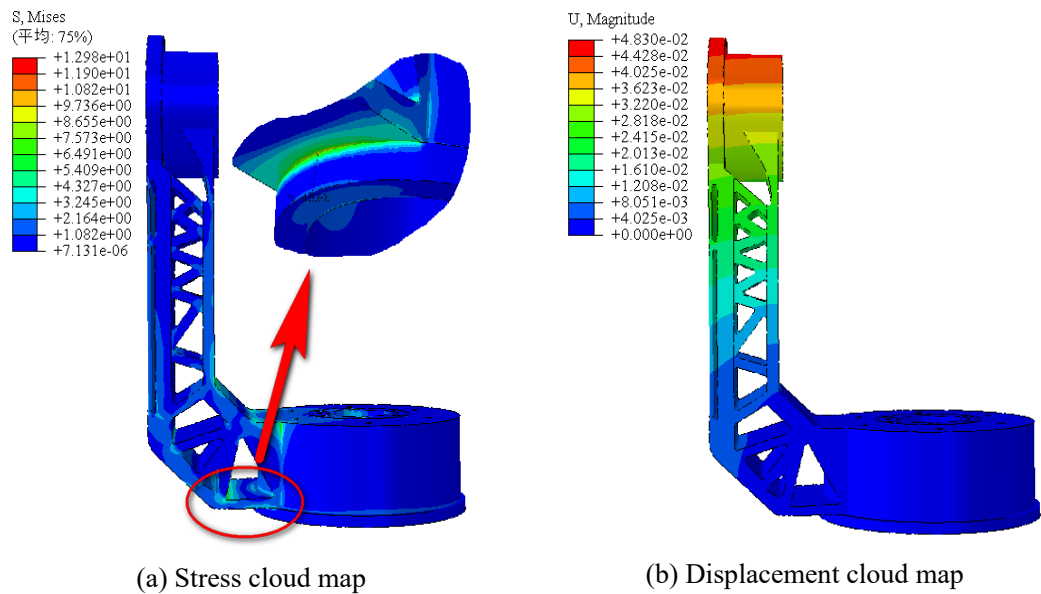 S, Mises
(平均: 75%)
+1.298e+01
+1.190e+01
+1.082e+01
+9.736e+00
+8.655e+00
+7.573e+00
+6.491e+00
+5.409e+00
+4.327e+00
+3.245e+00
+2.164e+00
+1.082e+00
+7.131e-06
U, Magnitude
+4.830e-02
+4.428e-02
+4.025e-02
+3.623e-02
+3.220e-02
+2.818e-02
+2.415e-02
+2.013e-02
+1.610e-02
+1.208e-02
+8.051e-03
+4.025e-03
+0.000e+00
(a) Stress cloud map
(b) Displacement cloud map